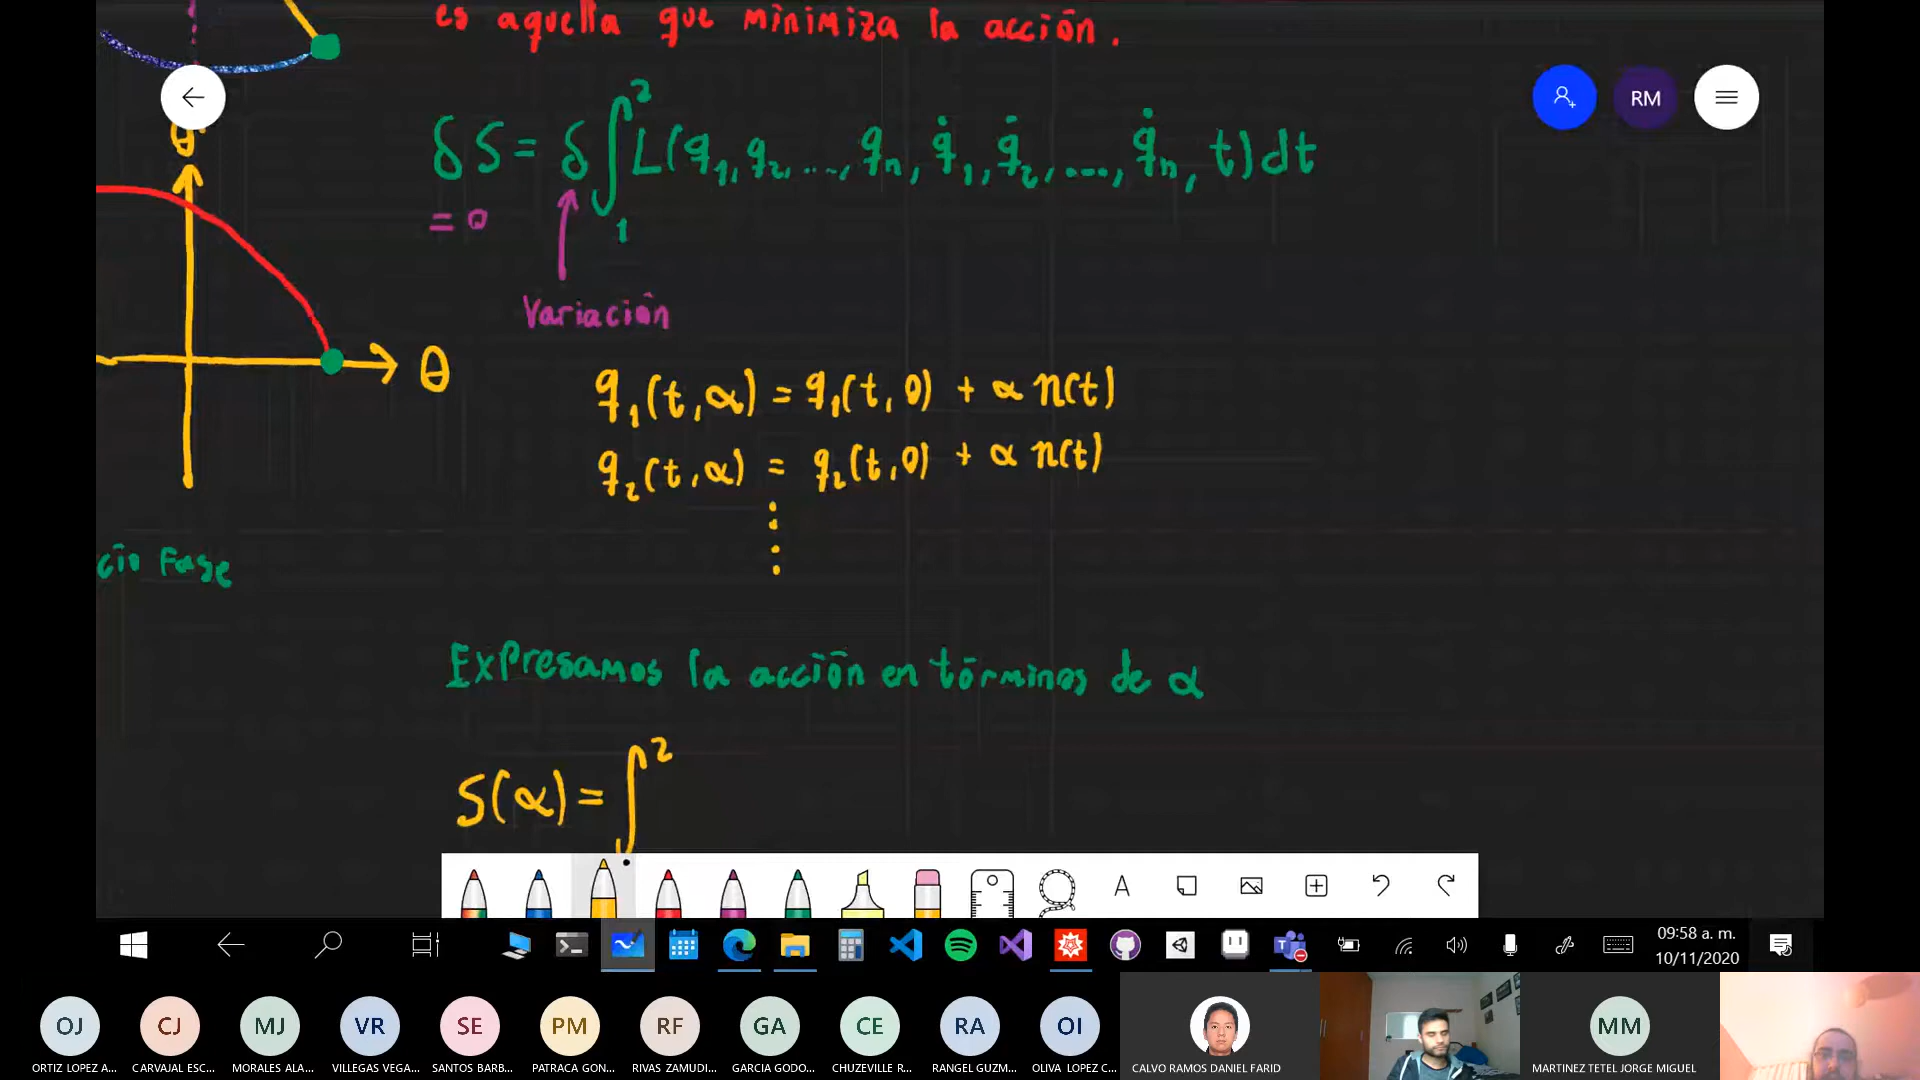 es aquella que minimiza la acción.
δS = δ∫₁² L(q₁, q₂, ..., qₙ, q̇₁, q̇₂, ..., q̇ₙ, t)dt
= 0
Variación
θ
q₁(t, α) = q₁(t, 0) + α η(t)
q₂(t, α) = q₂(t, 0) + α η(t)
⋮
cio Fase
Expresamos la acción en términos de α
S(α) = ∫²
RM
A
09:58 a. m.
10/11/2020
OJ CJ MJ VR SE PM RF GA CE RA OI MM
ORTIZ LOPEZ A... CARVAJAL ESC... MORALES ALA... VILLEGAS VEGA... SANTOS BARB... PATRACA GON... RIVAS ZAMUDI... GARCIA GODO... CHUZEVILLE R... RANGEL GUZM... OLIVA LOPEZ C... CALVO RAMOS DANIEL FARID MARTINEZ TETEL JORGE MIGUEL